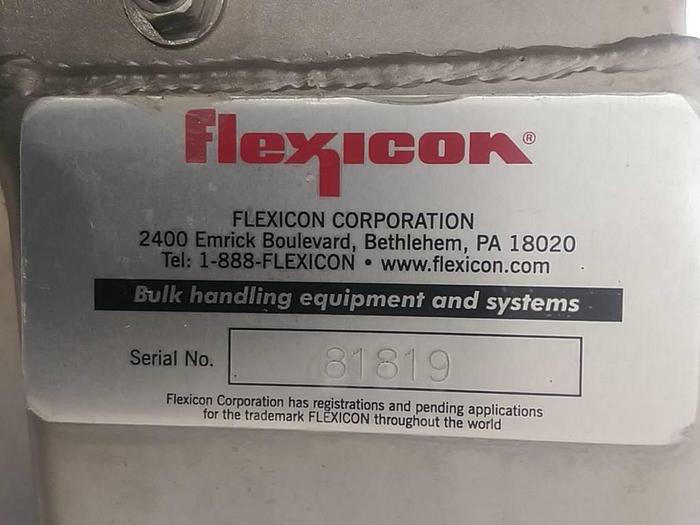 flexicon®
FLEXICON CORPORATION
2400 Emrick Boulevard, Bethlehem, PA 18020
Tel: 1-888-FLEXICON • www.flexicon.com
Bulk handling equipment and systems
Serial No. 81819
Flexicon Corporation has registrations and pending applications
for the trademark FLEXICON throughout the world